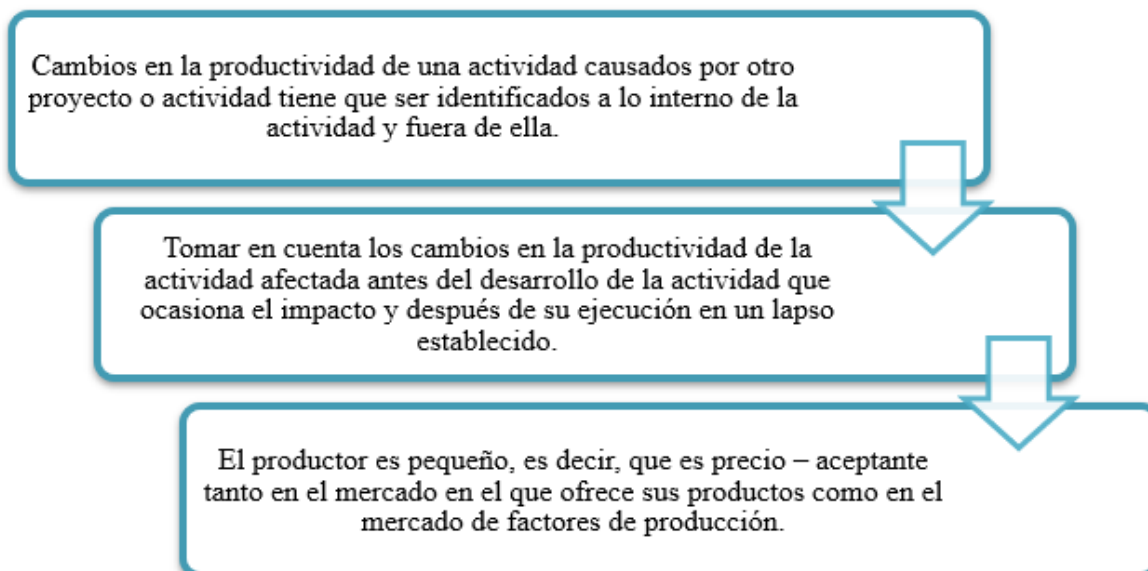 Cambios en la productividad de una actividad causados por otro
proyecto o actividad tiene que ser identificados a lo interno de la
actividad y fuera de ella.
Tomar en cuenta los cambios en la productividad de la
actividad afectada antes del desarrollo de la actividad que
ocasiona el impacto y después de su ejecución en un lapso
establecido.
El productor es pequeño, es decir, que es precio – aceptante
tanto en el mercado en el que ofrece sus productos como en el
mercado de factores de producción.